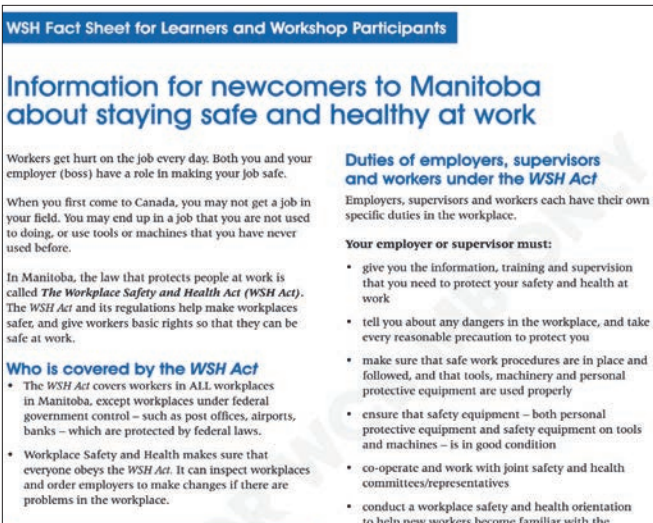 WSH Fact Sheet for Learners and Workshop Participants
Information for newcomers to Manitoba
about staying safe and healthy at work
Workers get hurt on the job every day. Both you and your
employer (boss) have a role in making your job safe.
When you first come to Canada, you may not get a job in
your field. You may end up in a job that you are not used
to doing, or use tools or machines that you have never
used before.
In Manitoba, the law that protects people at work is
called The Workplace Safety and Health Act (WSH Act).
The WSH Act and its regulations help make workplaces
safer, and give workers basic rights so that they can be
safe at work.
Who is covered by the WSH Act
• The WSH Act covers workers in ALL workplaces
in Manitoba, except workplaces under federal
government control – such as post offices, airports,
banks – which are protected by federal laws.
• Workplace Safety and Health makes sure that
everyone obeys the WSH Act. It can inspect workplaces
and order employers to make changes if there are
problems in the workplace.
Duties of employers, supervisors
and workers under the WSH Act
Employers, supervisors and workers each have their own
specific duties in the workplace.
Your employer or supervisor must:
• give you the information, training and supervision
that you need to protect your safety and health at
work
• tell you about any dangers in the workplace, and take
every reasonable precaution to protect you
• make sure that safe work procedures are in place and
followed, and that tools, machinery and personal
protective equipment are used properly
• ensure that safety equipment – both personal
protective equipment and safety equipment on tools
and machines – is in good condition
• co-operate and work with joint safety and health
committees/representatives
• conduct a workplace safety and health orientation
to help new workers become familiar with the